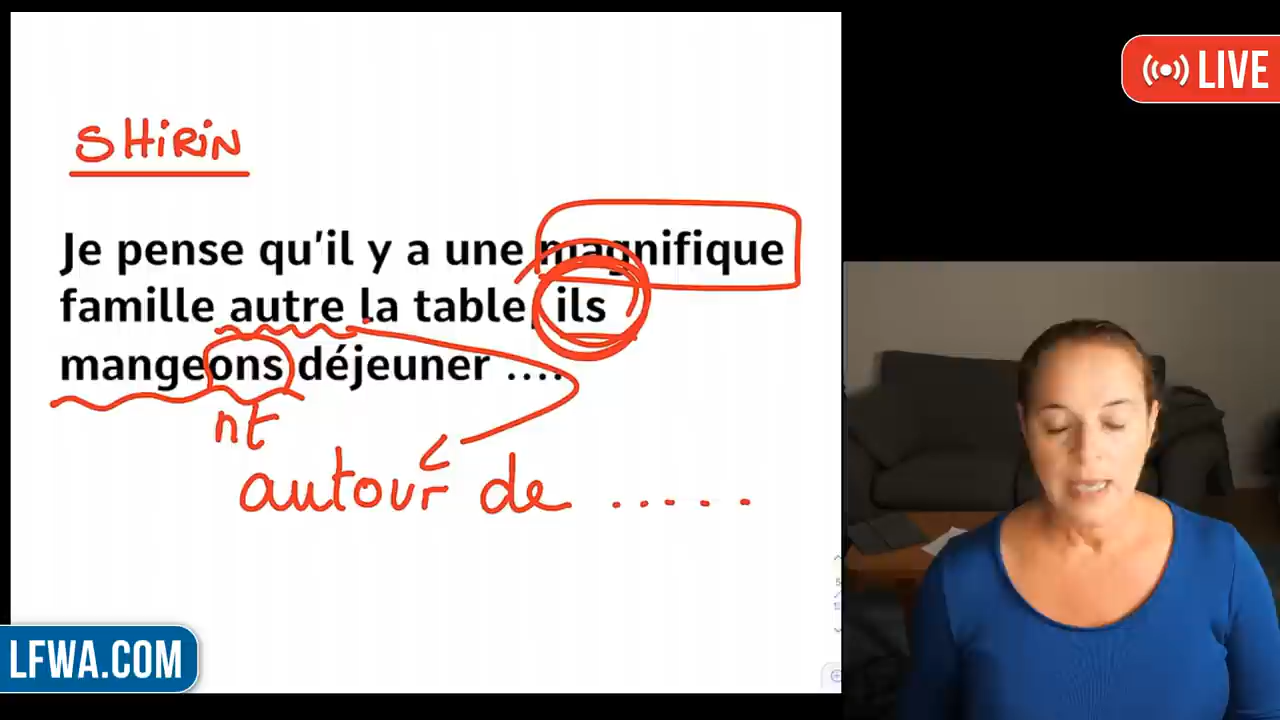 LIVE
SHiRiN
Je pense qu'il y a une magnifique
famille autre la table, ils
mangeons déjeuner ....
nt
autour de .....
LFWA.COM